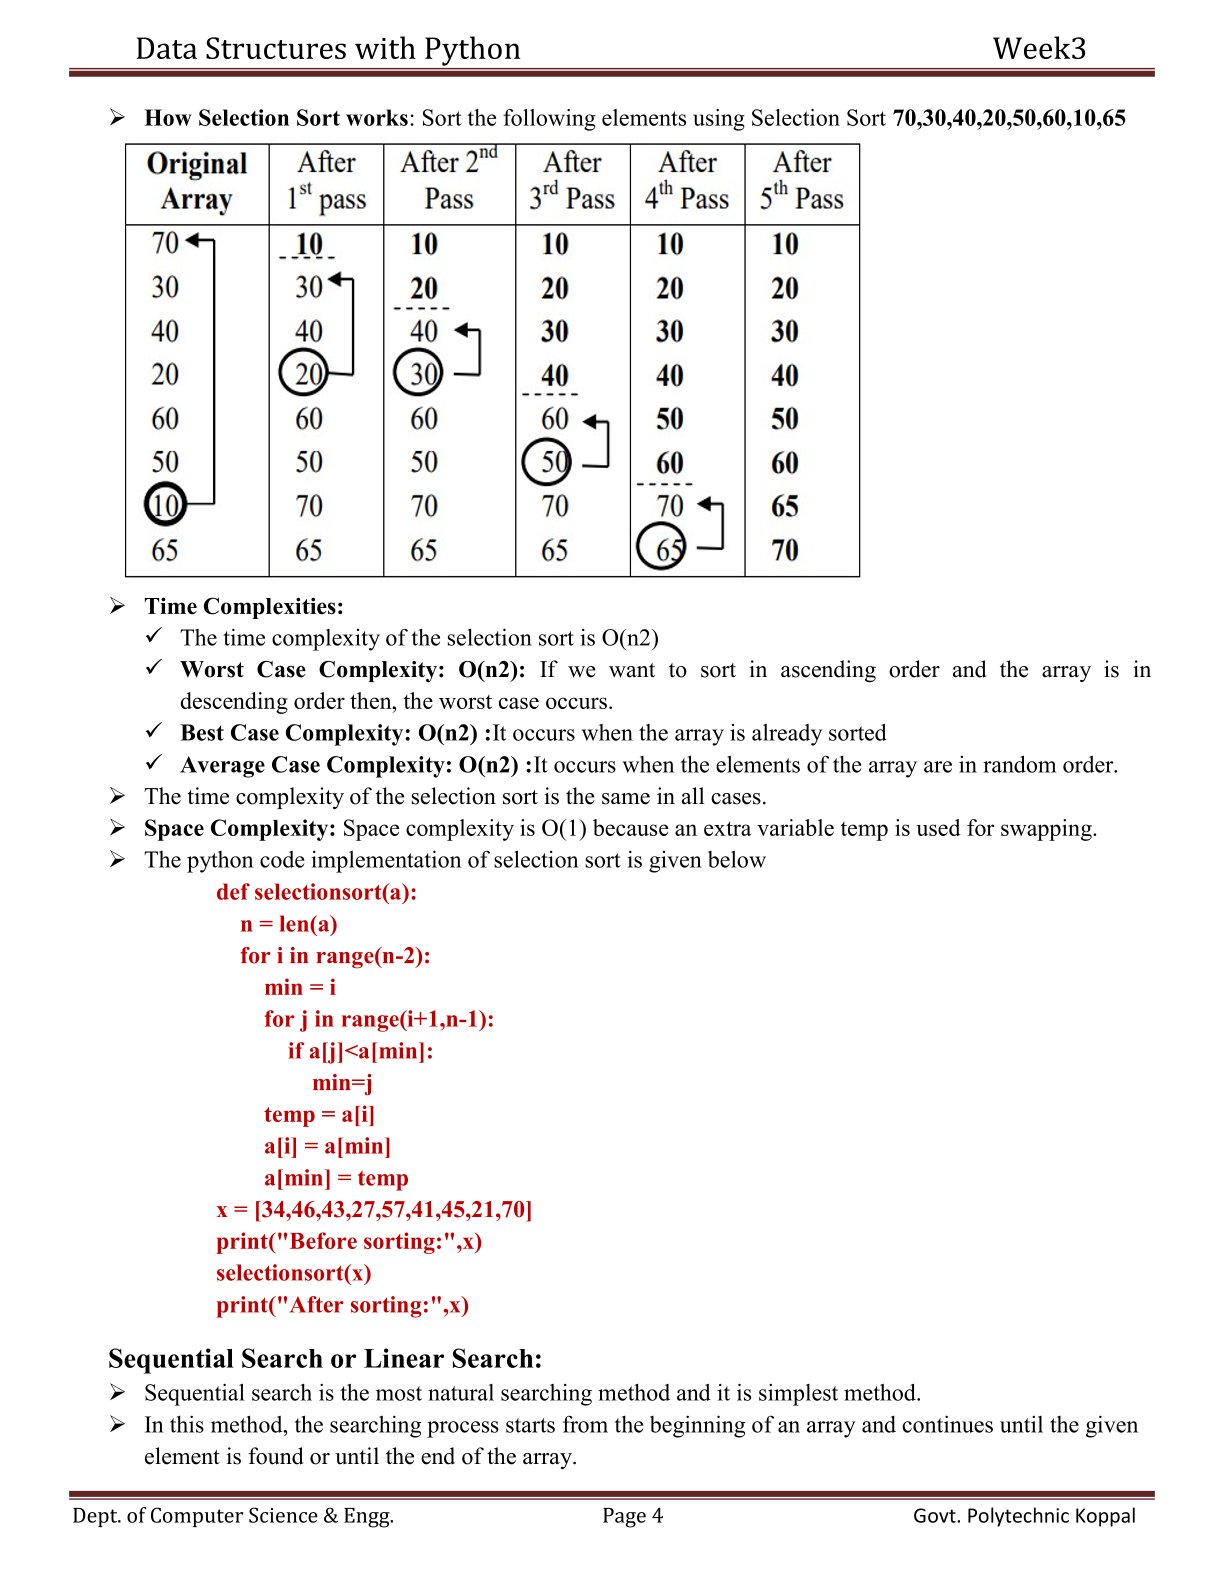 Data Structures with Python Week3
➢ How Selection Sort works: Sort the following elements using Selection Sort 70,30,40,20,50,60,10,65
Original Array | After 1st pass | After 2nd Pass | After 3rd Pass | After 4th Pass | After 5th Pass
70 10 10 10 10 10
30 30 20 20 20 20
40 40 40 30 30 30
20 20 30 40 40 40
60 60 60 60 50 50
50 50 50 50 60 60
10 70 70 70 70 65
65 65 65 65 65 70
➢ Time Complexities:
✓ The time complexity of the selection sort is O(n2)
✓ Worst Case Complexity: O(n2): If we want to sort in ascending order and the array is in
descending order then, the worst case occurs.
✓ Best Case Complexity: O(n2) :It occurs when the array is already sorted
✓ Average Case Complexity: O(n2) :It occurs when the elements of the array are in random order.
➢ The time complexity of the selection sort is the same in all cases.
➢ Space Complexity: Space complexity is O(1) because an extra variable temp is used for swapping.
➢ The python code implementation of selection sort is given below
def selectionsort(a):
n = len(a)
for i in range(n-2):
min = i
for j in range(i+1,n-1):
if a[j]<a[min]:
min=j
temp = a[i]
a[i] = a[min]
a[min] = temp
x = [34,46,43,27,57,41,45,21,70]
print("Before sorting:",x)
selectionsort(x)
print("After sorting:",x)
Sequential Search or Linear Search:
➢ Sequential search is the most natural searching method and it is simplest method.
➢ In this method, the searching process starts from the beginning of an array and continues until the given
element is found or until the end of the array.
Dept. of Computer Science & Engg. Page 4 Govt. Polytechnic Koppal